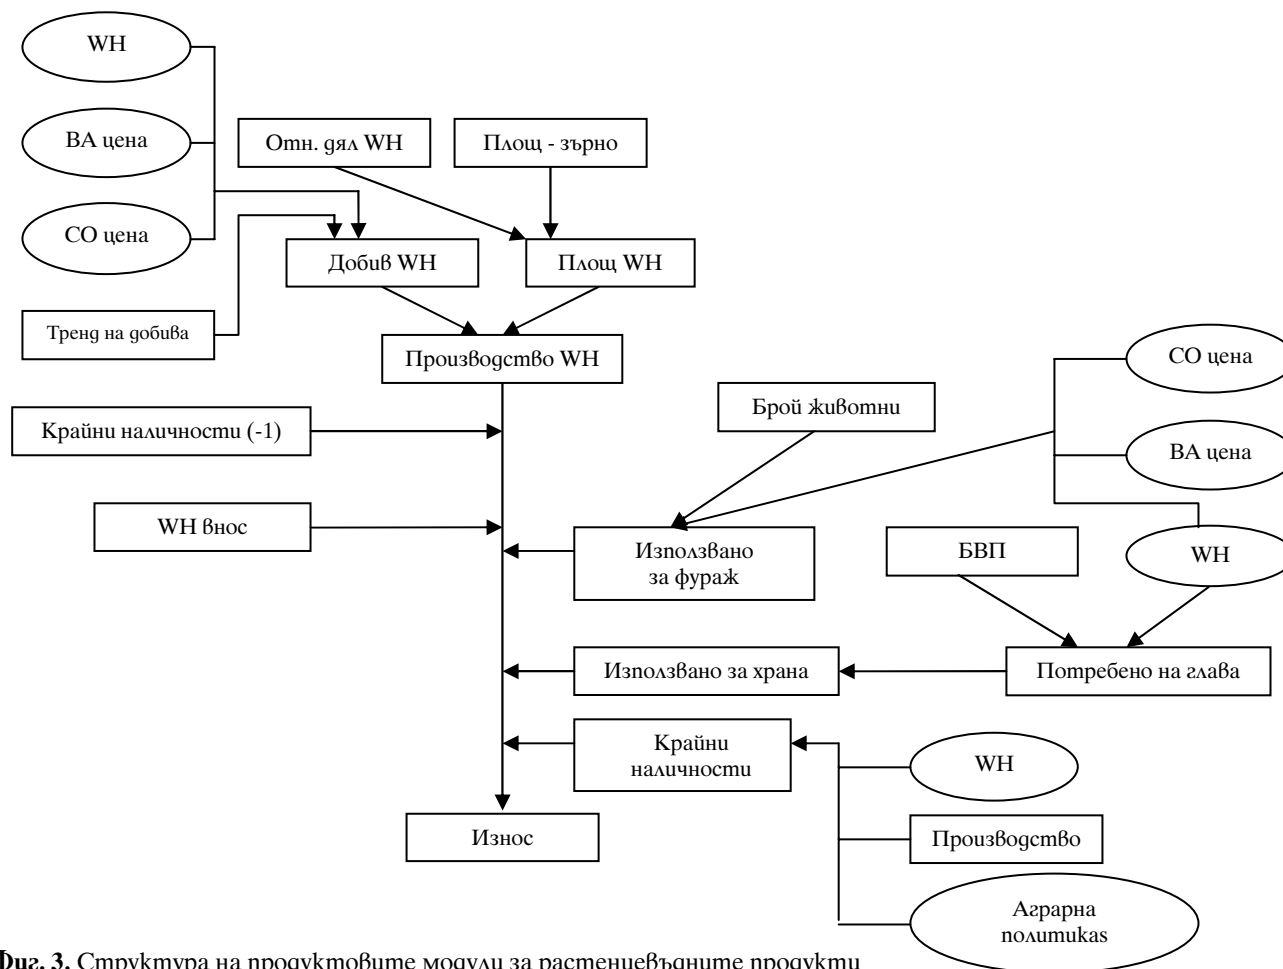 WH
ВА цена
Отн. дял WH
Площ - зърно
СО цена
Добив WH
Площ WH
Тренд на добива
Производство WH
СО цена
Брой животни
Крайни наличности (-1)
ВА цена
WH внос
Използвано
за фураж
БВП
WH
Използвано за храна
Потребено на глава
Крайни
наличности
WH
Износ
Производство
Аграрна
политикаs
Фиг. 3. Структура на продуктовите модули за растениевъдните продукти